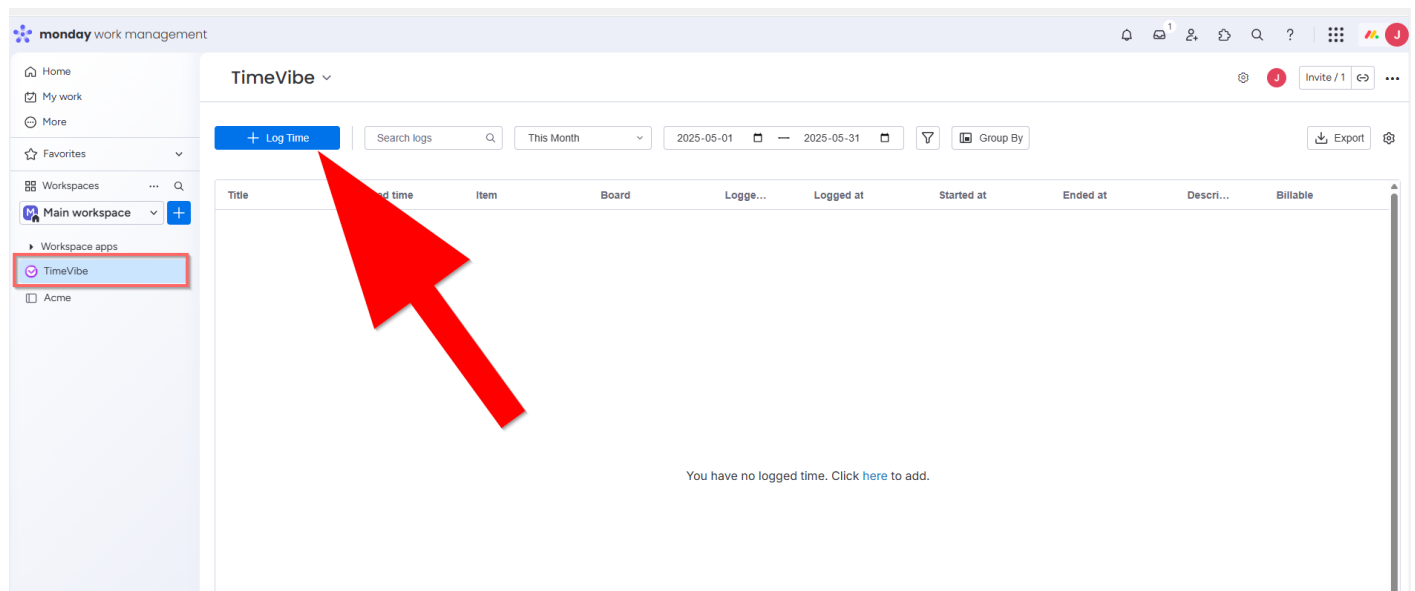 monday work management
1
J
Home
My work
More
Favorites
Workspaces
M
Main workspace
Workspace apps
TimeVibe
Acme
TimeVibe
J
Invite / 1
+ Log Time
Search logs
This Month
2025-05-01 — 2025-05-31
Group By
Export
Title
time
Item
Board
Logge...
Logged at
Started at
Ended at
Descri...
Billable
You have no logged time. Click here to add.